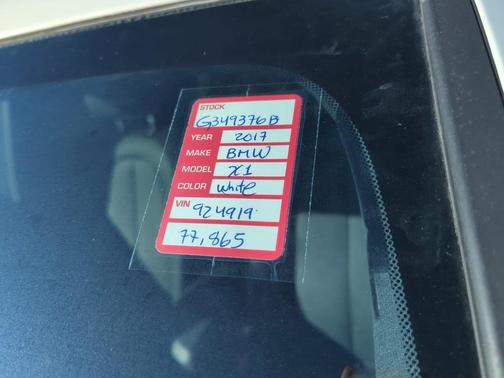 STOCK
G349376B
YEAR 2017
MAKE BMW
MODEL X1
COLOR white
VIN 924919
77,865